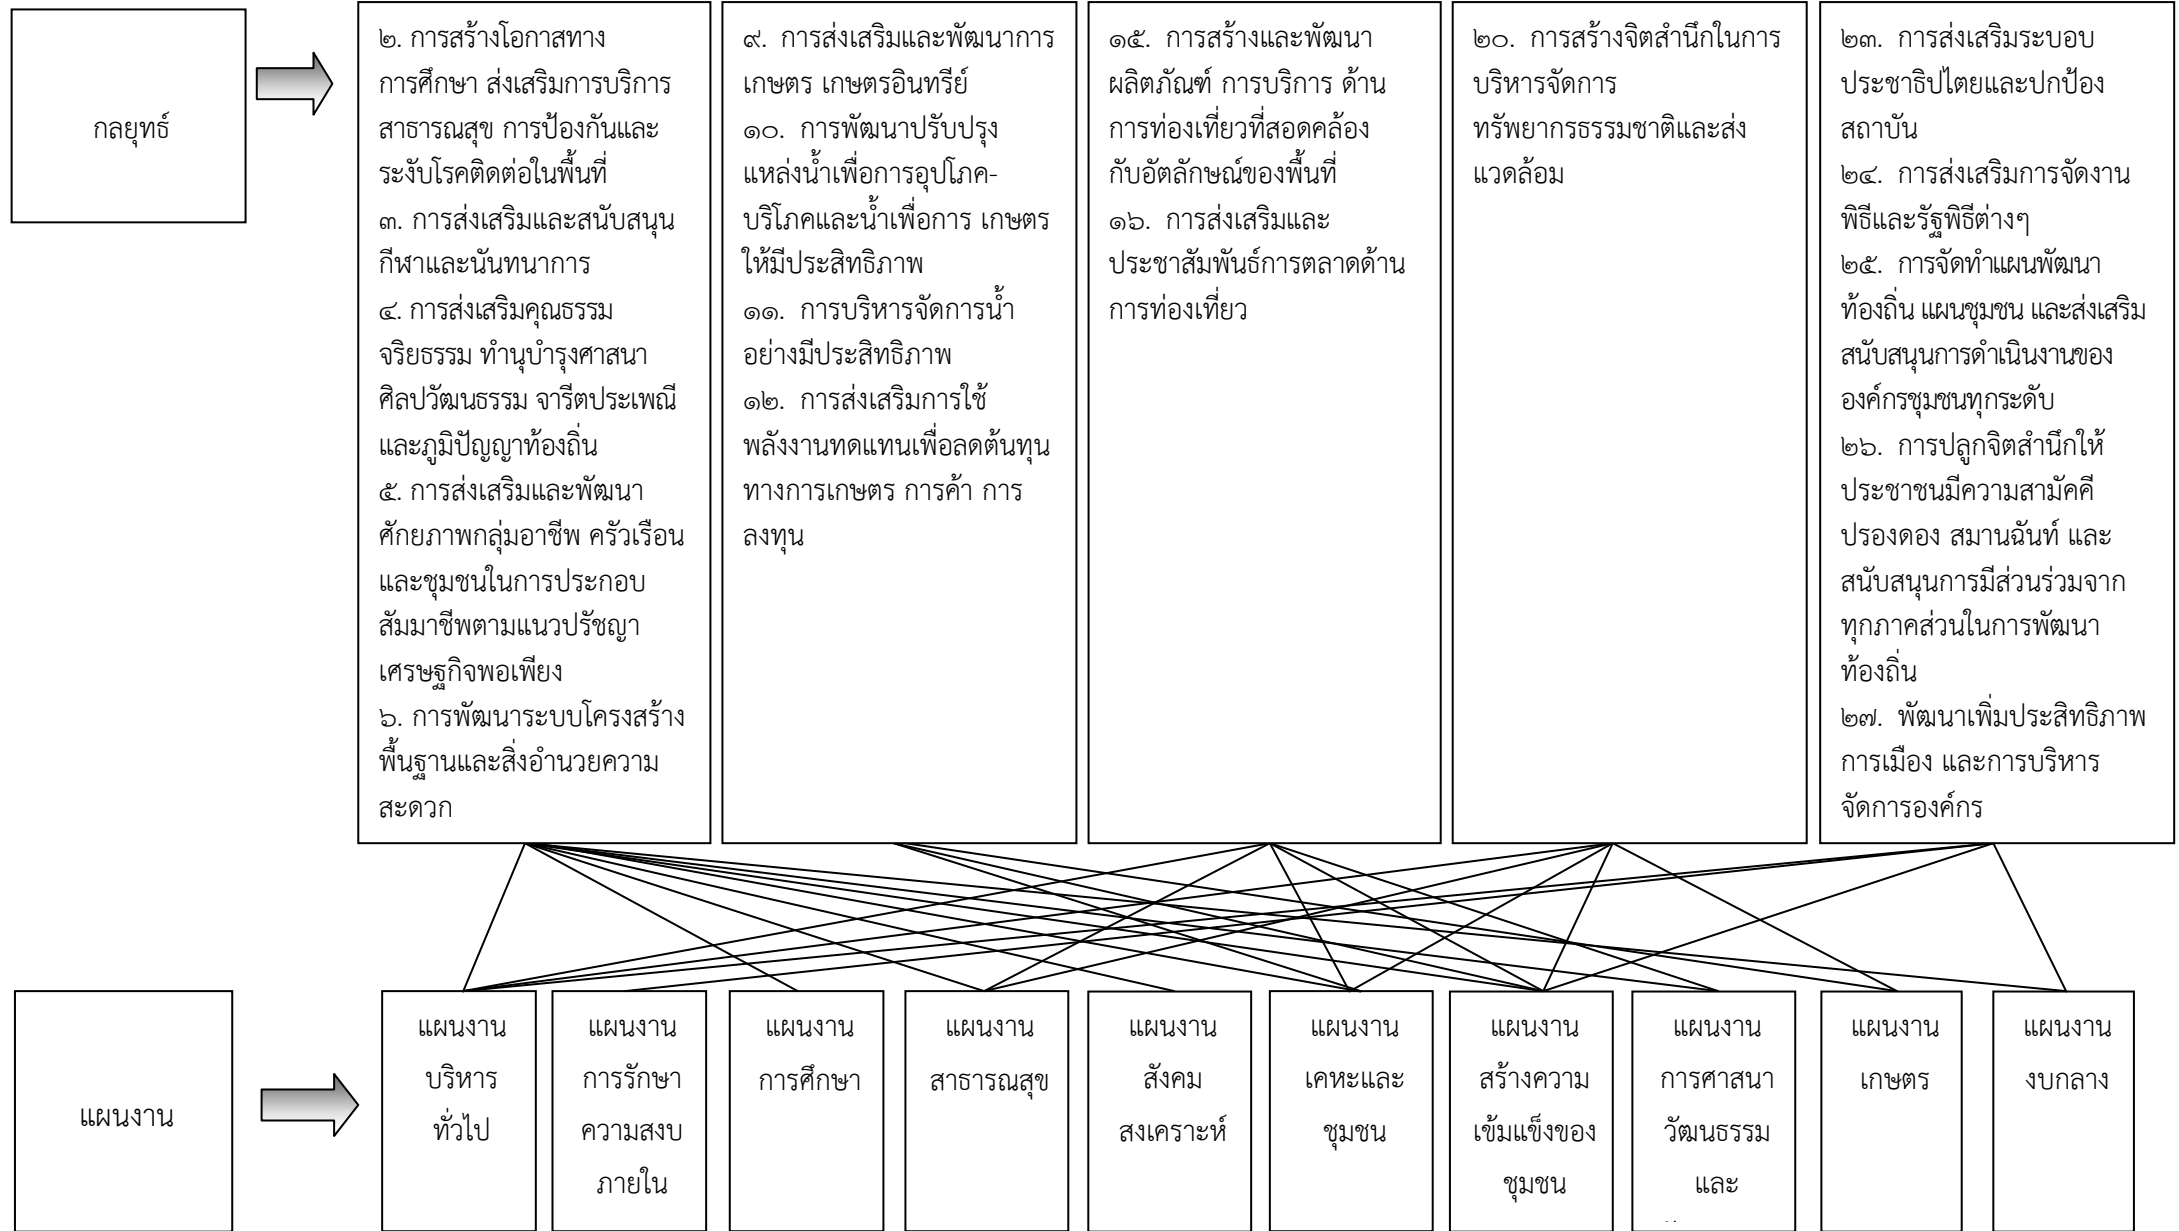 กลยุทธ์
๒. การสร้างโอกาสทาง
การศึกษา ส่งเสริมการบริการ
สาธารณสุข การป้องกันและ
ระงับโรคติดต่อในพื้นที่
๓. การส่งเสริมและสนับสนุน
กีฬาและนันทนาการ
๔. การส่งเสริมคุณธรรม
จริยธรรม ทำนุบำรุงศาสนา
ศิลปวัฒนธรรม จารีตประเพณี
และภูมิปัญญาท้องถิ่น
๕. การส่งเสริมและพัฒนา
ศักยภาพกลุ่มอาชีพ ครัวเรือน
และชุมชนในการประกอบ
สัมมาชีพตามแนวปรัชญา
เศรษฐกิจพอเพียง
๖. การพัฒนาระบบโครงสร้าง
พื้นฐานและสิ่งอำนวยความ
สะดวก
๙. การส่งเสริมและพัฒนาการ
เกษตร เกษตรอินทรีย์
๑๐. การพัฒนาปรับปรุง
แหล่งน้ำเพื่อการอุปโภค-
บริโภคและน้ำเพื่อการ เกษตร
ให้มีประสิทธิภาพ
๑๑. การบริหารจัดการน้ำ
อย่างมีประสิทธิภาพ
๑๒. การส่งเสริมการใช้
พลังงานทดแทนเพื่อลดต้นทุน
ทางการเกษตร การค้า การ
ลงทุน
๑๕. การสร้างและพัฒนา
ผลิตภัณฑ์ การบริการ ด้าน
การท่องเที่ยวที่สอดคล้อง
กับอัตลักษณ์ของพื้นที่
๑๖. การส่งเสริมและ
ประชาสัมพันธ์การตลาดด้าน
การท่องเที่ยว
๒๐. การสร้างจิตสำนึกในการ
บริหารจัดการ
ทรัพยากรธรรมชาติและส่ง
แวดล้อม
๒๓. การส่งเสริมระบอบ
ประชาธิปไตยและปกป้อง
สถาบัน
๒๔. การส่งเสริมการจัดงาน
พิธีและรัฐพิธีต่างๆ
๒๕. การจัดทำแผนพัฒนา
ท้องถิ่น แผนชุมชน และส่งเสริม
สนับสนุนการดำเนินงานของ
องค์กรชุมชนทุกระดับ
๒๖. การปลูกจิตสำนึกให้
ประชาชนมีความสามัคคี
ปรองดอง สมานฉันท์ และ
สนับสนุนการมีส่วนร่วมจาก
ทุกภาคส่วนในการพัฒนา
ท้องถิ่น
๒๗. พัฒนาเพิ่มประสิทธิภาพ
การเมือง และการบริหาร
จัดการองค์กร
แผนงาน
แผนงาน
บริหาร
ทั่วไป
แผนงาน
การรักษา
ความสงบ
ภายใน
แผนงาน
การศึกษา
แผนงาน
สาธารณสุข
แผนงาน
สังคม
สงเคราะห์
แผนงาน
เคหะและ
ชุมชน
แผนงาน
สร้างความ
เข้มแข็งของ
ชุมชน
แผนงาน
การศาสนา
วัฒนธรรม
และ
แผนงาน
เกษตร
แผนงาน
งบกลาง